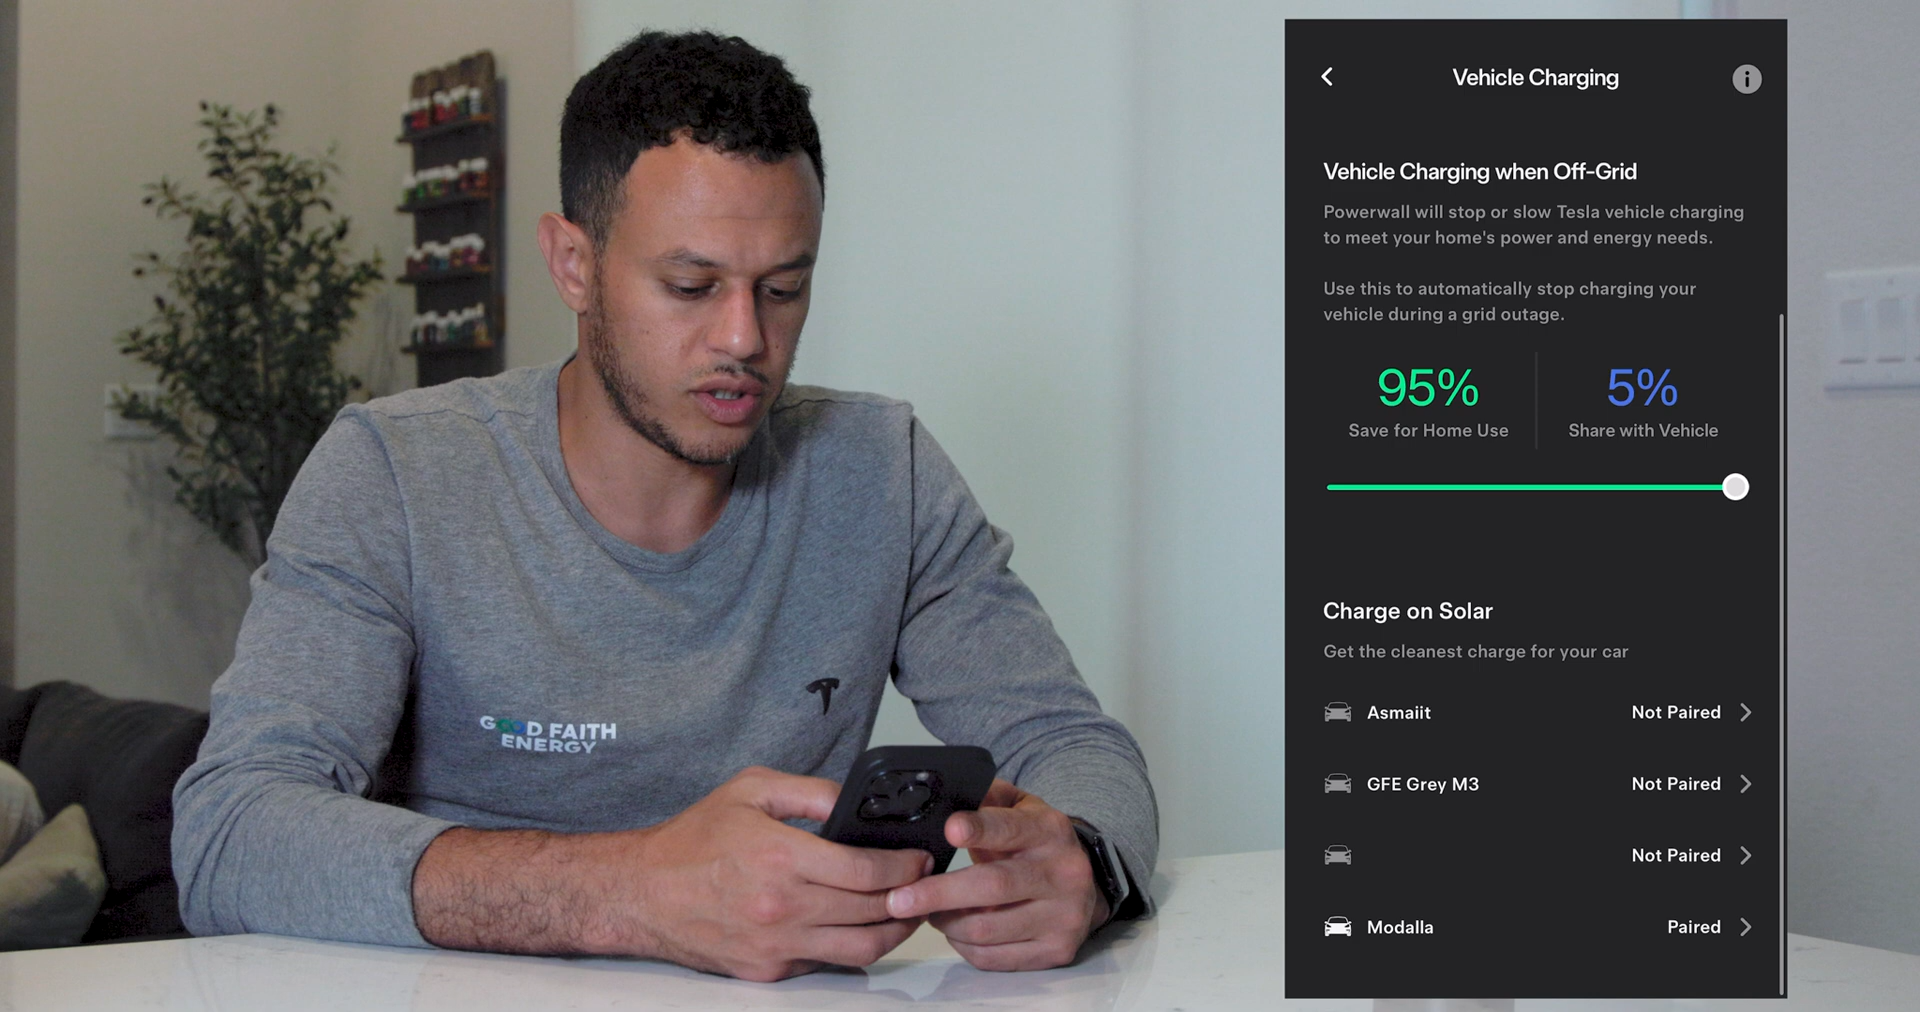 GOOD FAITH
ENERGY
Vehicle Charging
Vehicle Charging when Off-Grid
Powerwall will stop or slow Tesla vehicle charging
to meet your home's power and energy needs.
Use this to automatically stop charging your
vehicle during a grid outage.
95%
Save for Home Use
5%
Share with Vehicle
Charge on Solar
Get the cleanest charge for your car
Asmaiit Not Paired
GFE Grey M3 Not Paired
Not Paired
Modalla Paired